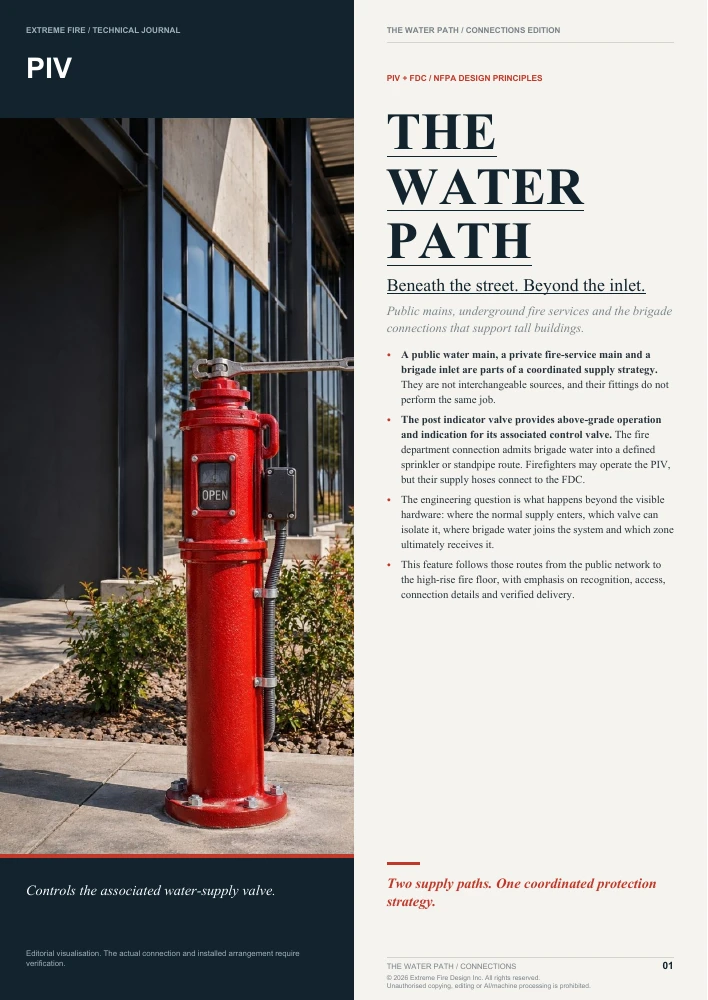 EXTREME FIRE / TECHNICAL JOURNAL
PIV
OPEN
Controls the associated water-supply valve.
Editorial visualisation. The actual connection and installed arrangement require
verification.
THE WATER PATH / CONNECTIONS EDITION
PIV + FDC / NFPA DESIGN PRINCIPLES
THE
WATER
PATH
Beneath the street. Beyond the inlet.
Public mains, underground fire services and the brigade
connections that support tall buildings.
• A public water main, a private fire-service main and a
brigade inlet are parts of a coordinated supply strategy.
They are not interchangeable sources, and their fittings do not
perform the same job.
• The post indicator valve provides above-grade operation
and indication for its associated control valve. The fire
department connection admits brigade water into a defined
sprinkler or standpipe route. Firefighters may operate the PIV,
but their supply hoses connect to the FDC.
• The engineering question is what happens beyond the visible
hardware: where the normal supply enters, which valve can
isolate it, where brigade water joins the system and which zone
ultimately receives it.
• This feature follows those routes from the public network to
the high-rise fire floor, with emphasis on recognition, access,
connection details and verified delivery.
Two supply paths. One coordinated protection
strategy.
THE WATER PATH / CONNECTIONS
01
© 2026 Extreme Fire Design Inc. All rights reserved.
Unauthorised copying, editing or AI/machine processing is prohibited.